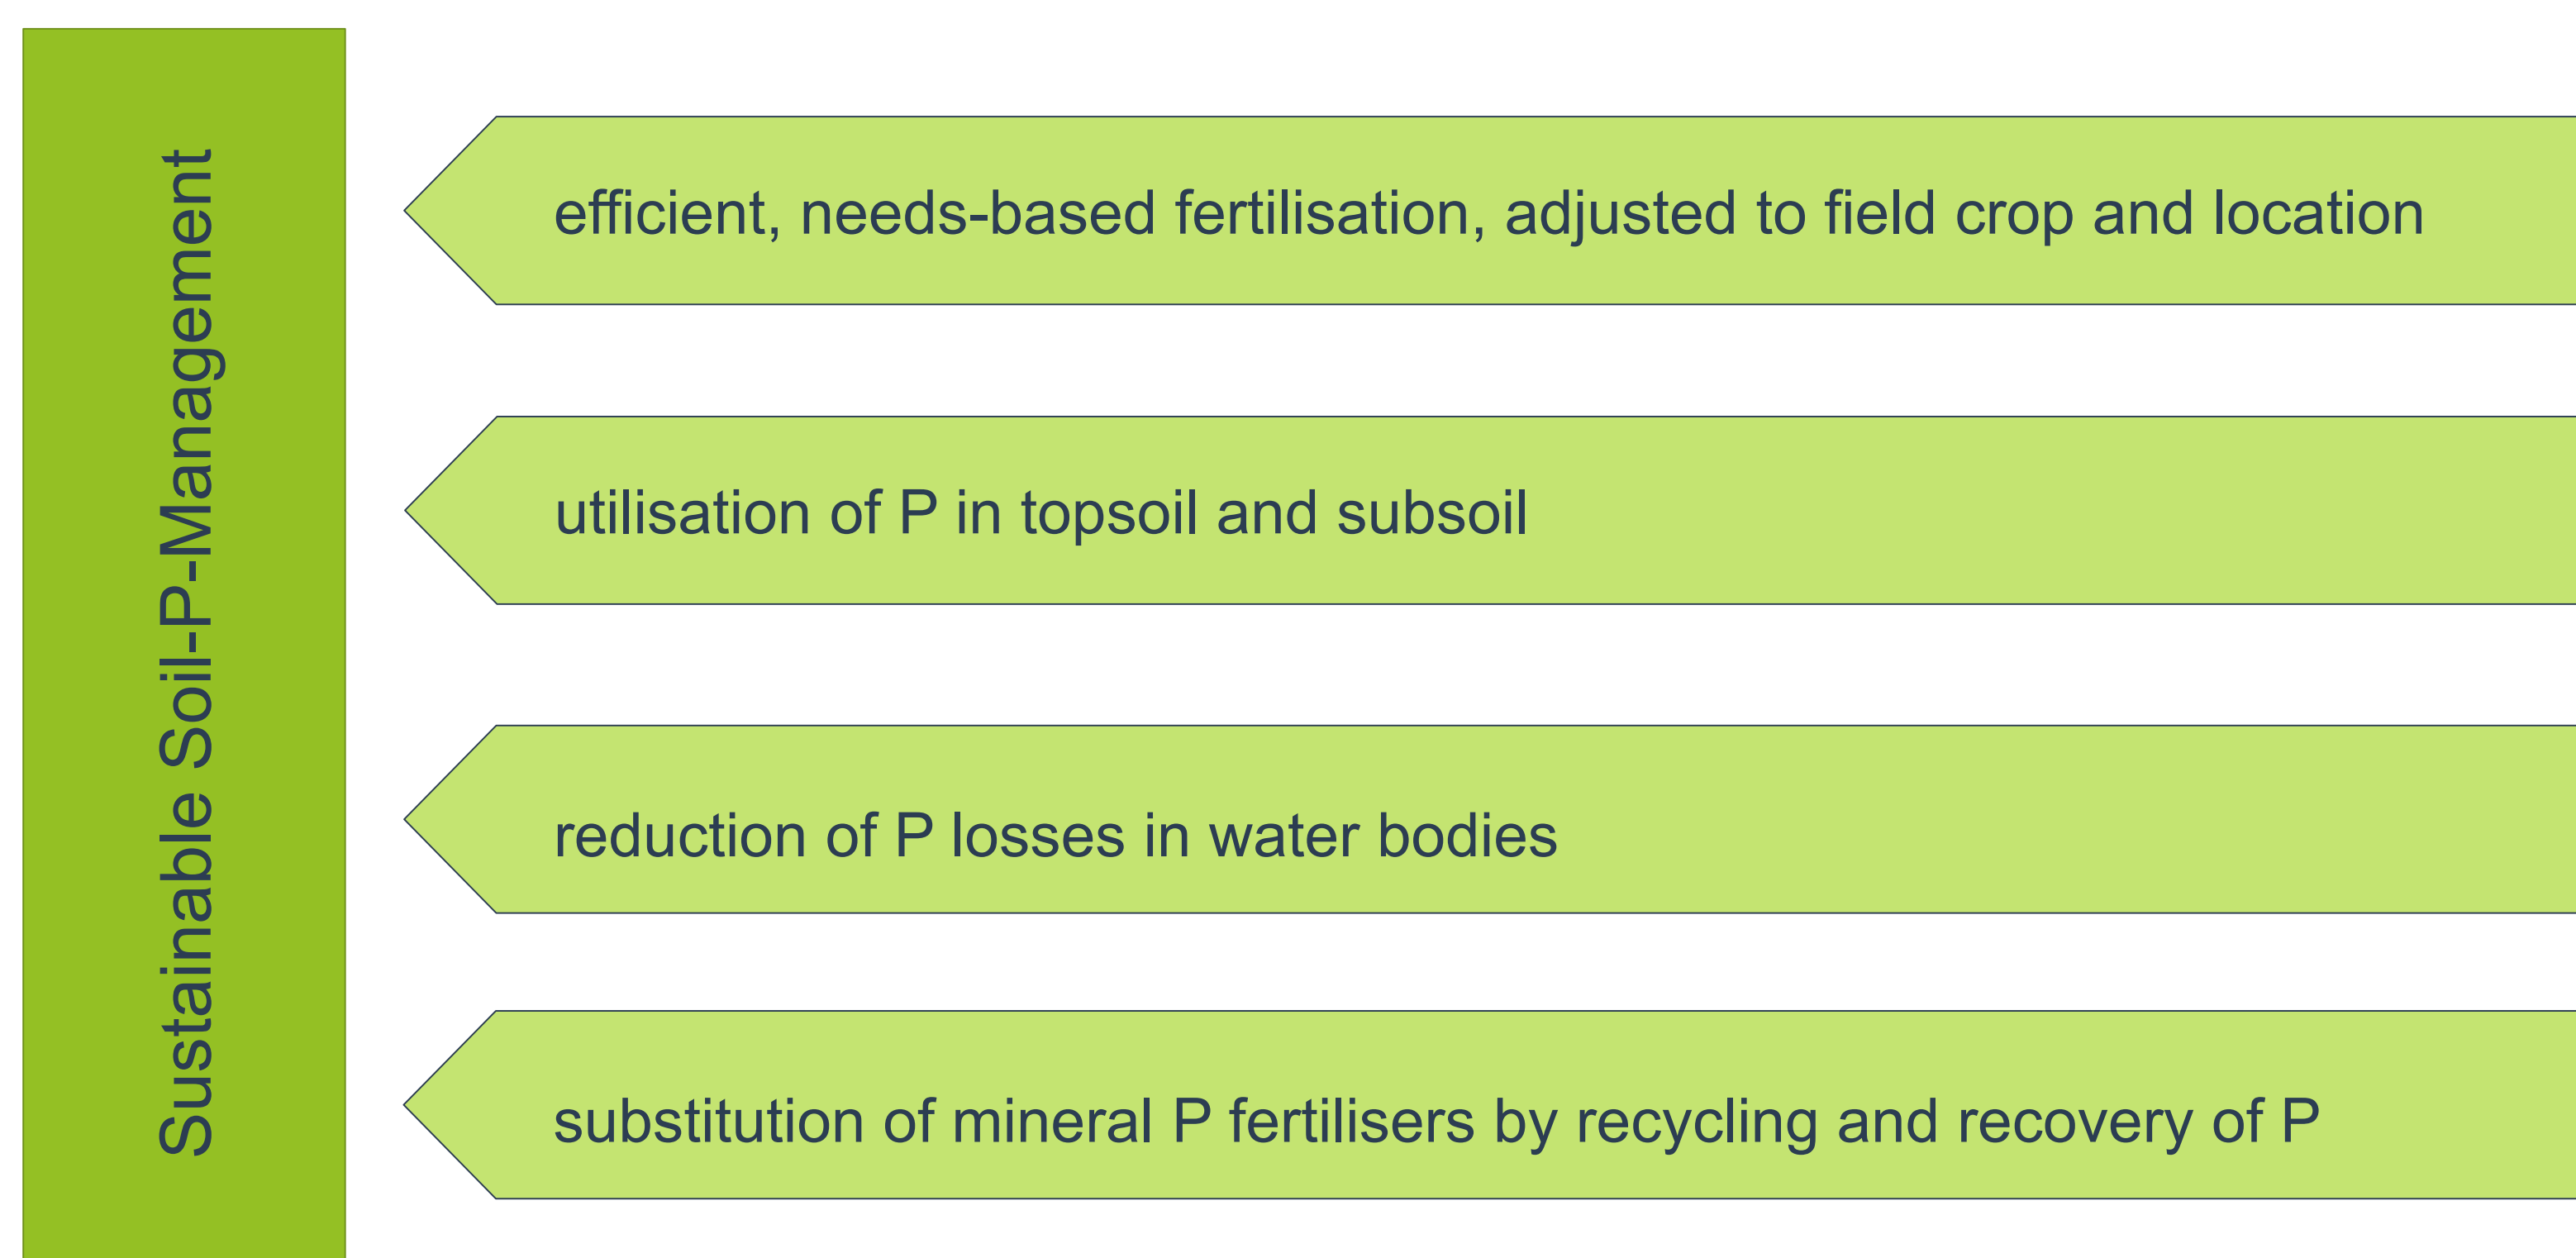 Sustainable Soil-P-Management
efficient, needs-based fertilisation, adjusted to field crop and location
utilisation of P in topsoil and subsoil
reduction of P losses in water bodies
substitution of mineral P fertilisers by recycling and recovery of P